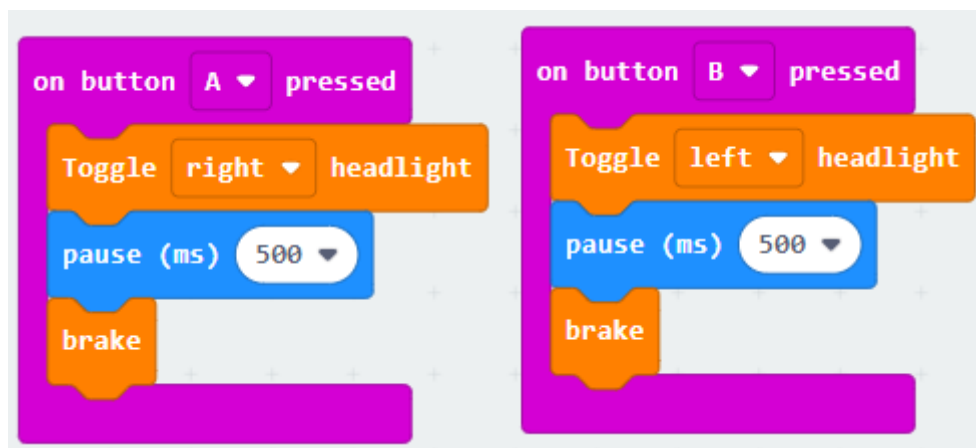 on button A pressed
Toggle right headlight
pause (ms) 500
brake
on button B pressed
Toggle left headlight
pause (ms) 500
brake